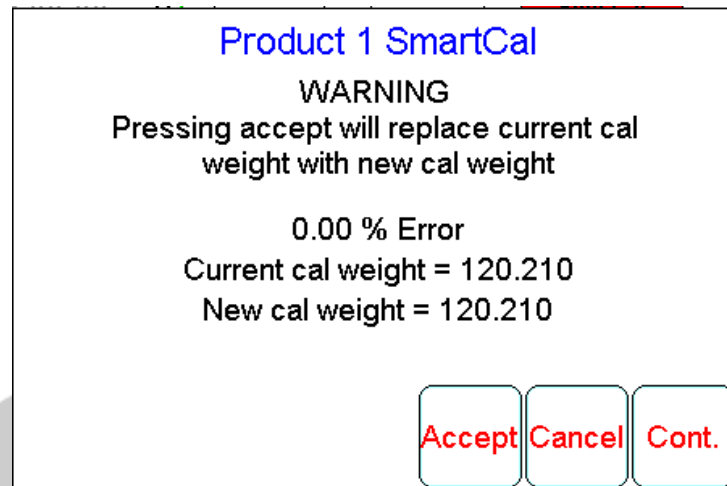 Product 1 SmartCal
WARNING
Pressing accept will replace current cal
weight with new cal weight
0.00 % Error
Current cal weight = 120.210
New cal weight = 120.210
Accept Cancel Cont.